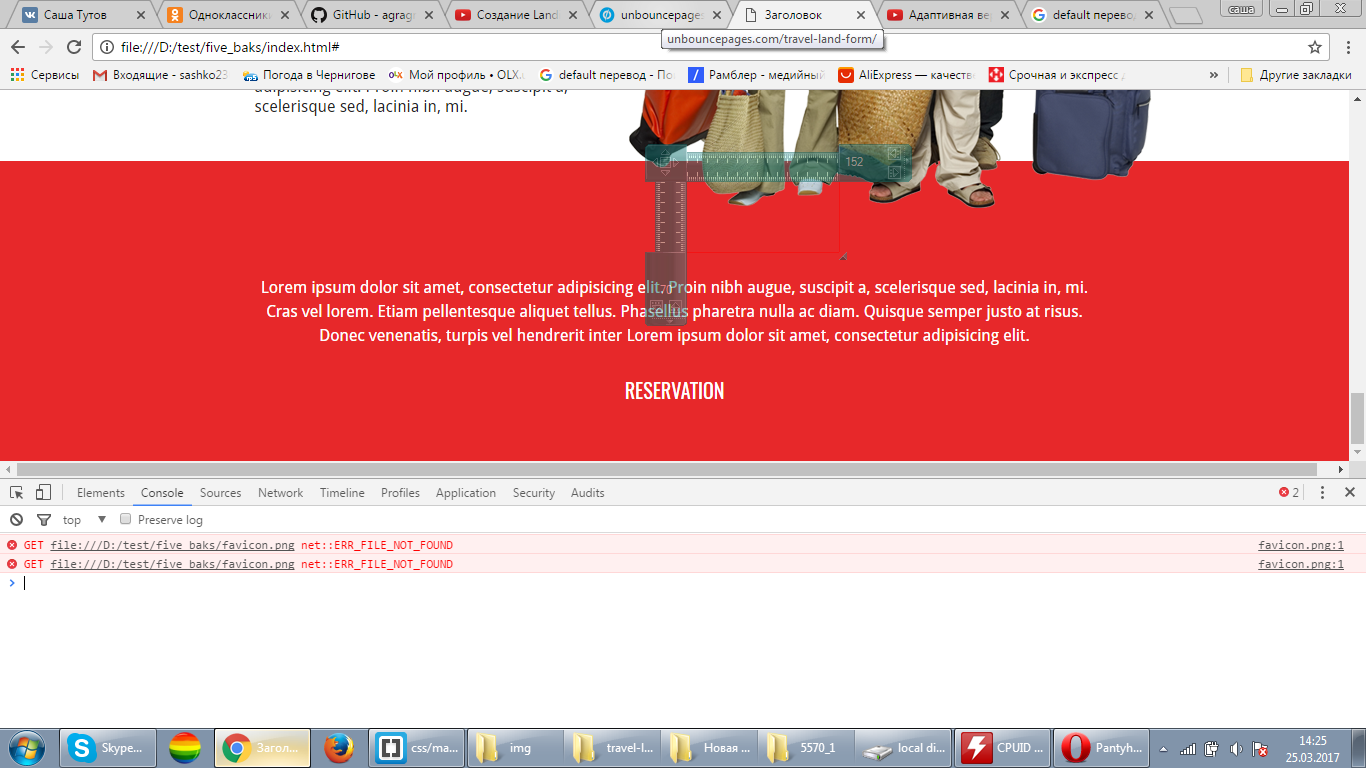 Саша Тутов
Одноклассники
GitHub - agragr
Создание Land
unbouncepages
Заголовок
Адаптивная вер
default перевод
саша
file:///D:/test/five_baks/index.html#
unbouncepages.com/travel-land-form/
Сервисы
Входящие - sashko23
Погода в Чернигове
Мой профиль • OLX.
default перевод - По
Рамблер - медийный
AliExpress — качеств
Срочная и экспресс д
»
Другие закладки
adipisicing elit. Proin nibh augue, suscipit a,
scelerisque sed, lacinia in, mi.
152
70
Lorem ipsum dolor sit amet, consectetur adipisicing elit. Proin nibh augue, suscipit a, scelerisque sed, lacinia in, mi.
Cras vel lorem. Etiam pellentesque aliquet tellus. Phasellus pharetra nulla ac diam. Quisque semper justo at risus.
Donec venenatis, turpis vel hendrerit inter Lorem ipsum dolor sit amet, consectetur adipisicing elit.
RESERVATION
Elements Console Sources Network Timeline Profiles Application Security Audits
2
top
Preserve log
GET file:///D:/test/five_baks/favicon.png net::ERR_FILE_NOT_FOUND favicon.png:1
GET file:///D:/test/five_baks/favicon.png net::ERR_FILE_NOT_FOUND favicon.png:1
Skype...
Загол...
css/ma...
img
travel-l...
Новая ...
5570_1
local di...
CPUID ...
Pantyh...
14:25
25.03.2017